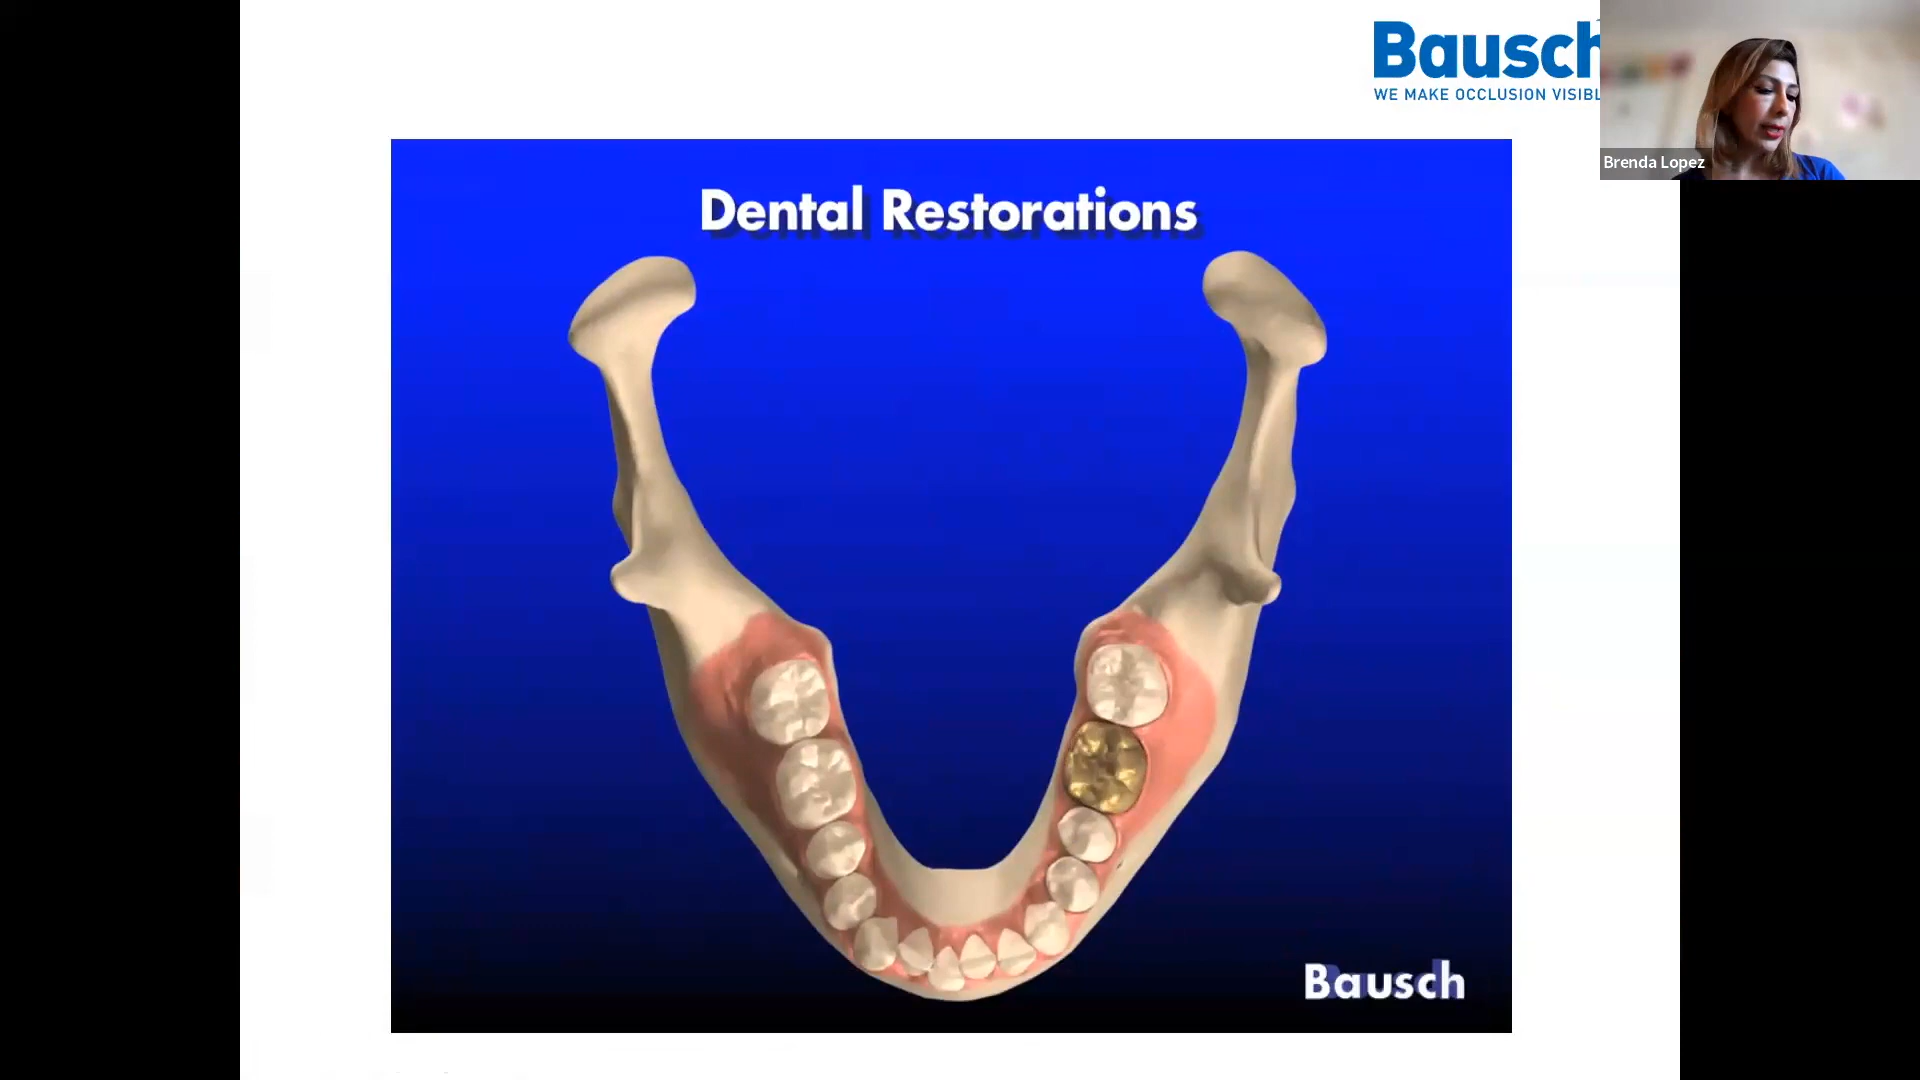 Bausch
WE MAKE OCCLUSION VISIBL
Brenda Lopez
Dental Restorations
Bausch